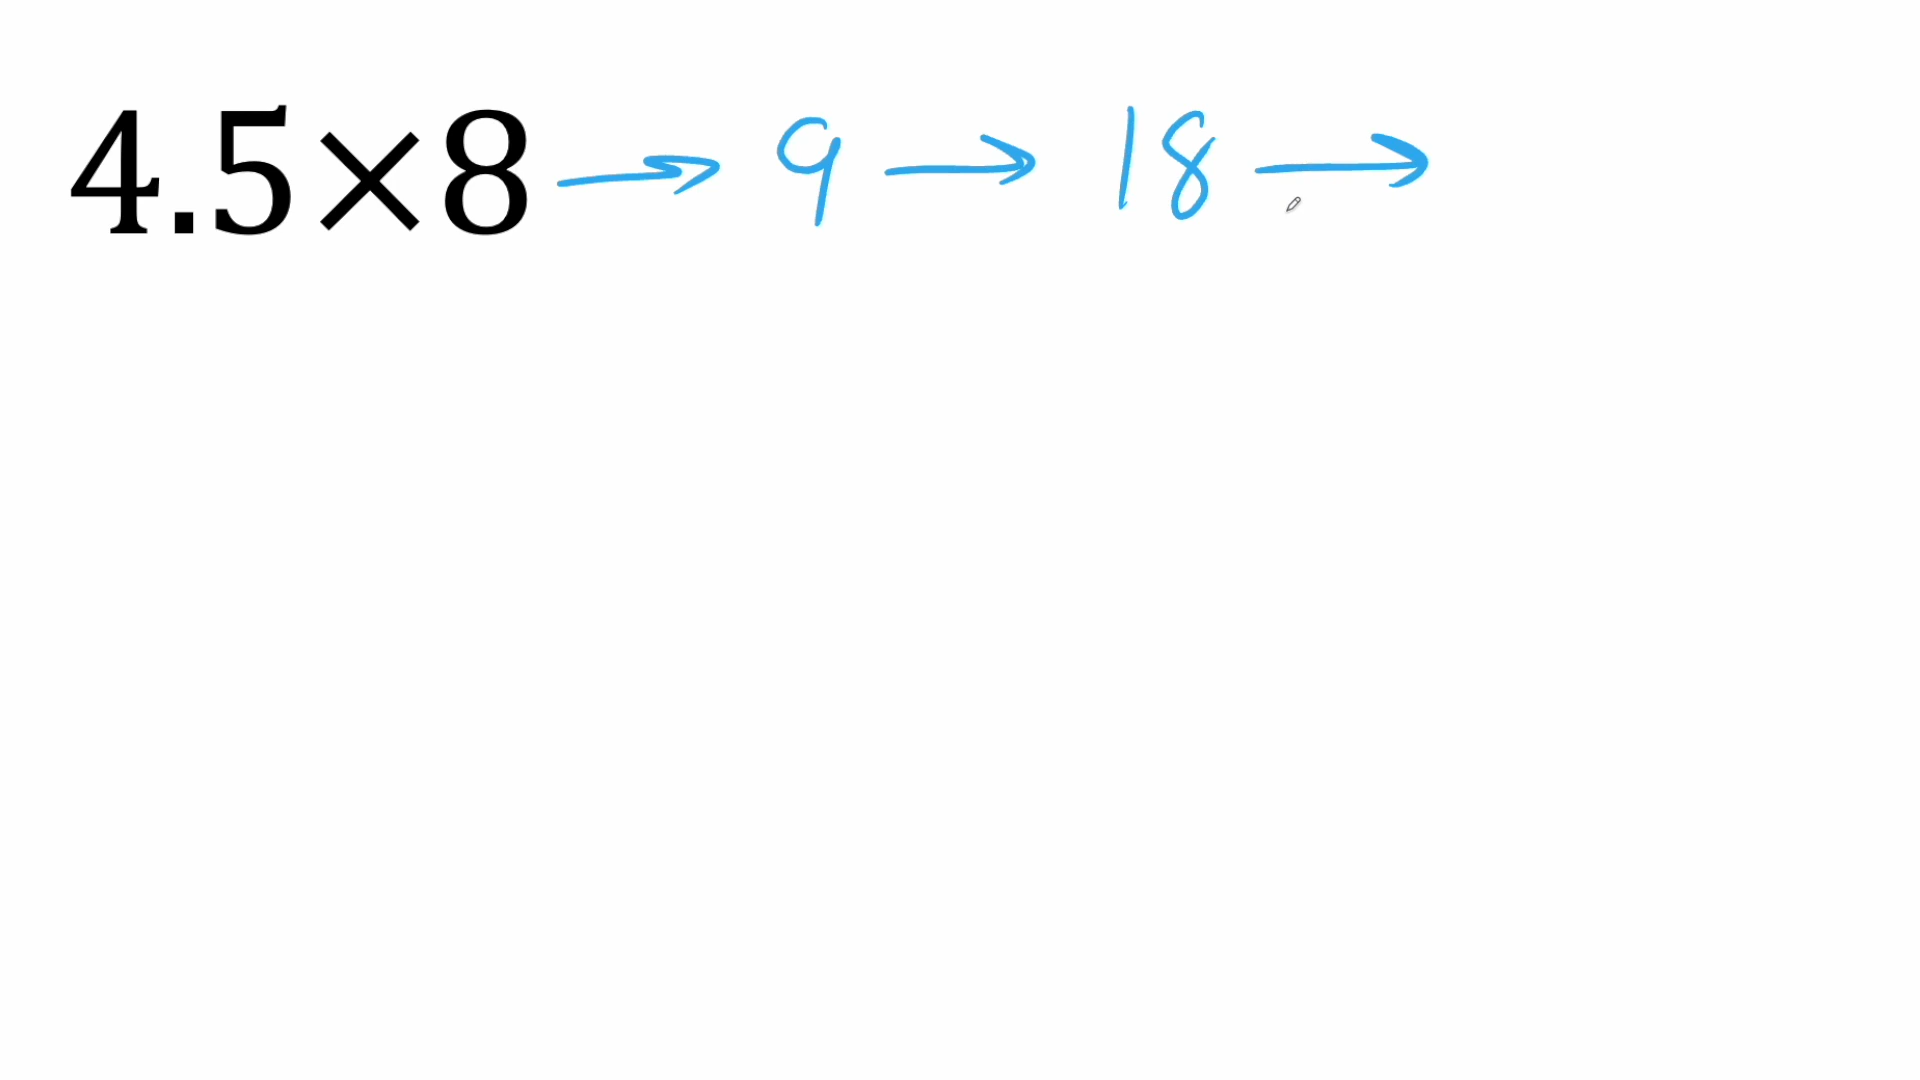 4.5×8 → 9 → 18 →